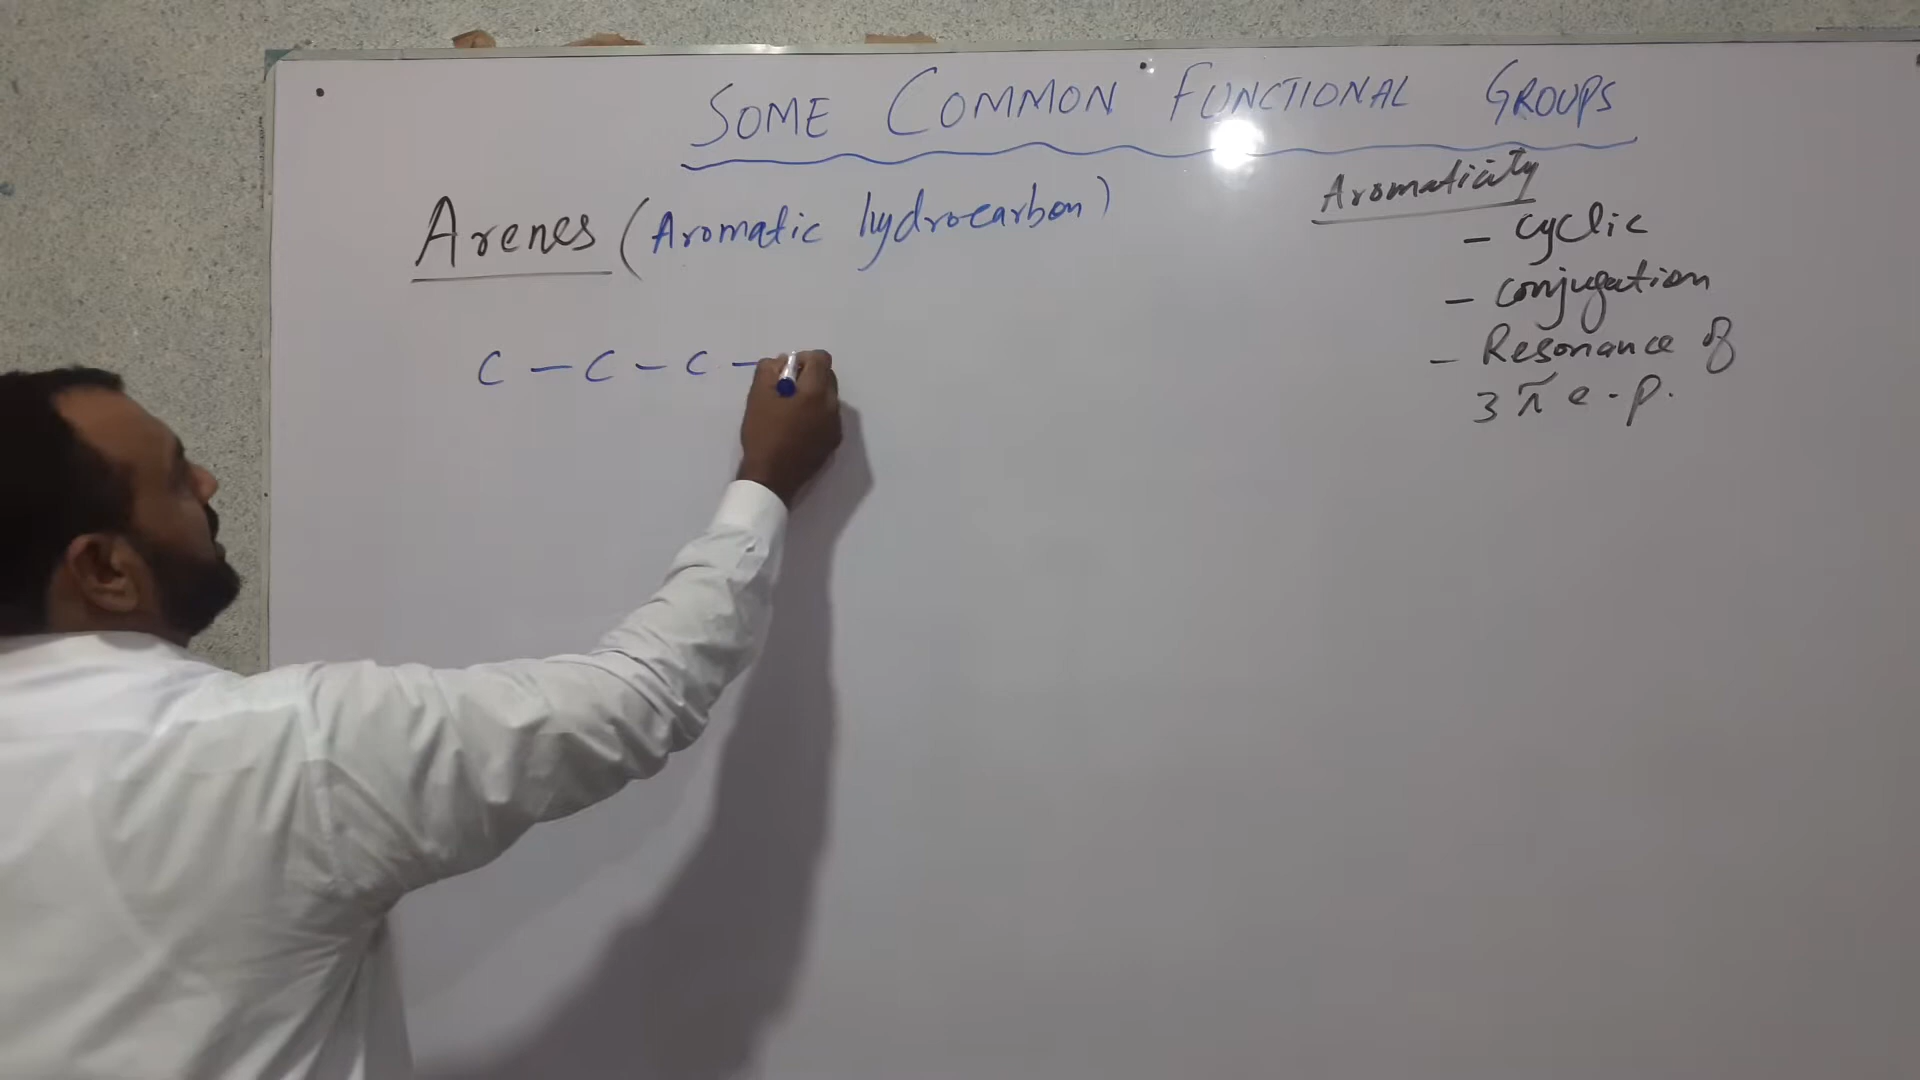 SOME COMMON FUNCTIONAL GROUPS
Arenes (Aromatic hydrocarbon)
C - C - C -
Aromaticity
- cyclic
- conjugation
- Resonance of
3 π e.p.